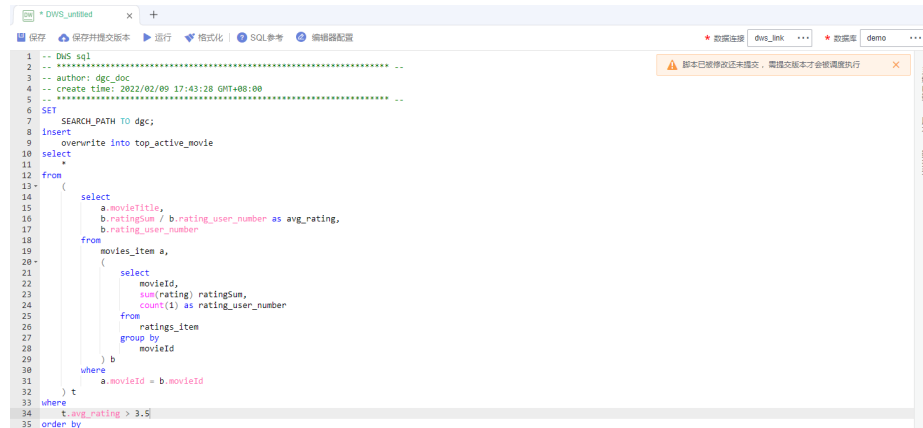 DW * DWS_untitled × +
保存 保存并提交版本 运行 格式化 SQL参考 编辑器配置 * 数据连接 dws_link ··· * 数据库 demo ···
脚本已被修改还未提交，需提交版本才会被调度执行 ×
1 -- DWS sql
2 -- ******************************************************************** --
3 -- author: dgc_doc
4 -- create time: 2022/02/09 17:43:28 GMT+08:00
5 -- ******************************************************************** --
6 SET
7 SEARCH_PATH TO dgc;
8 insert
9 overwrite into top_active_movie
10 select
11 *
12 from
13 (
14 select
15 a.movieTitle,
16 b.ratingSum / b.rating_user_number as avg_rating,
17 b.rating_user_number
18 from
19 movies_item a,
20 (
21 select
22 movieId,
23 sum(rating) ratingSum,
24 count(1) as rating_user_number
25 from
26 ratings_item
27 group by
28 movieId
29 ) b
30 where
31 a.movieId = b.movieId
32 ) t
33 where
34 t.avg_rating > 3.5
35 order by